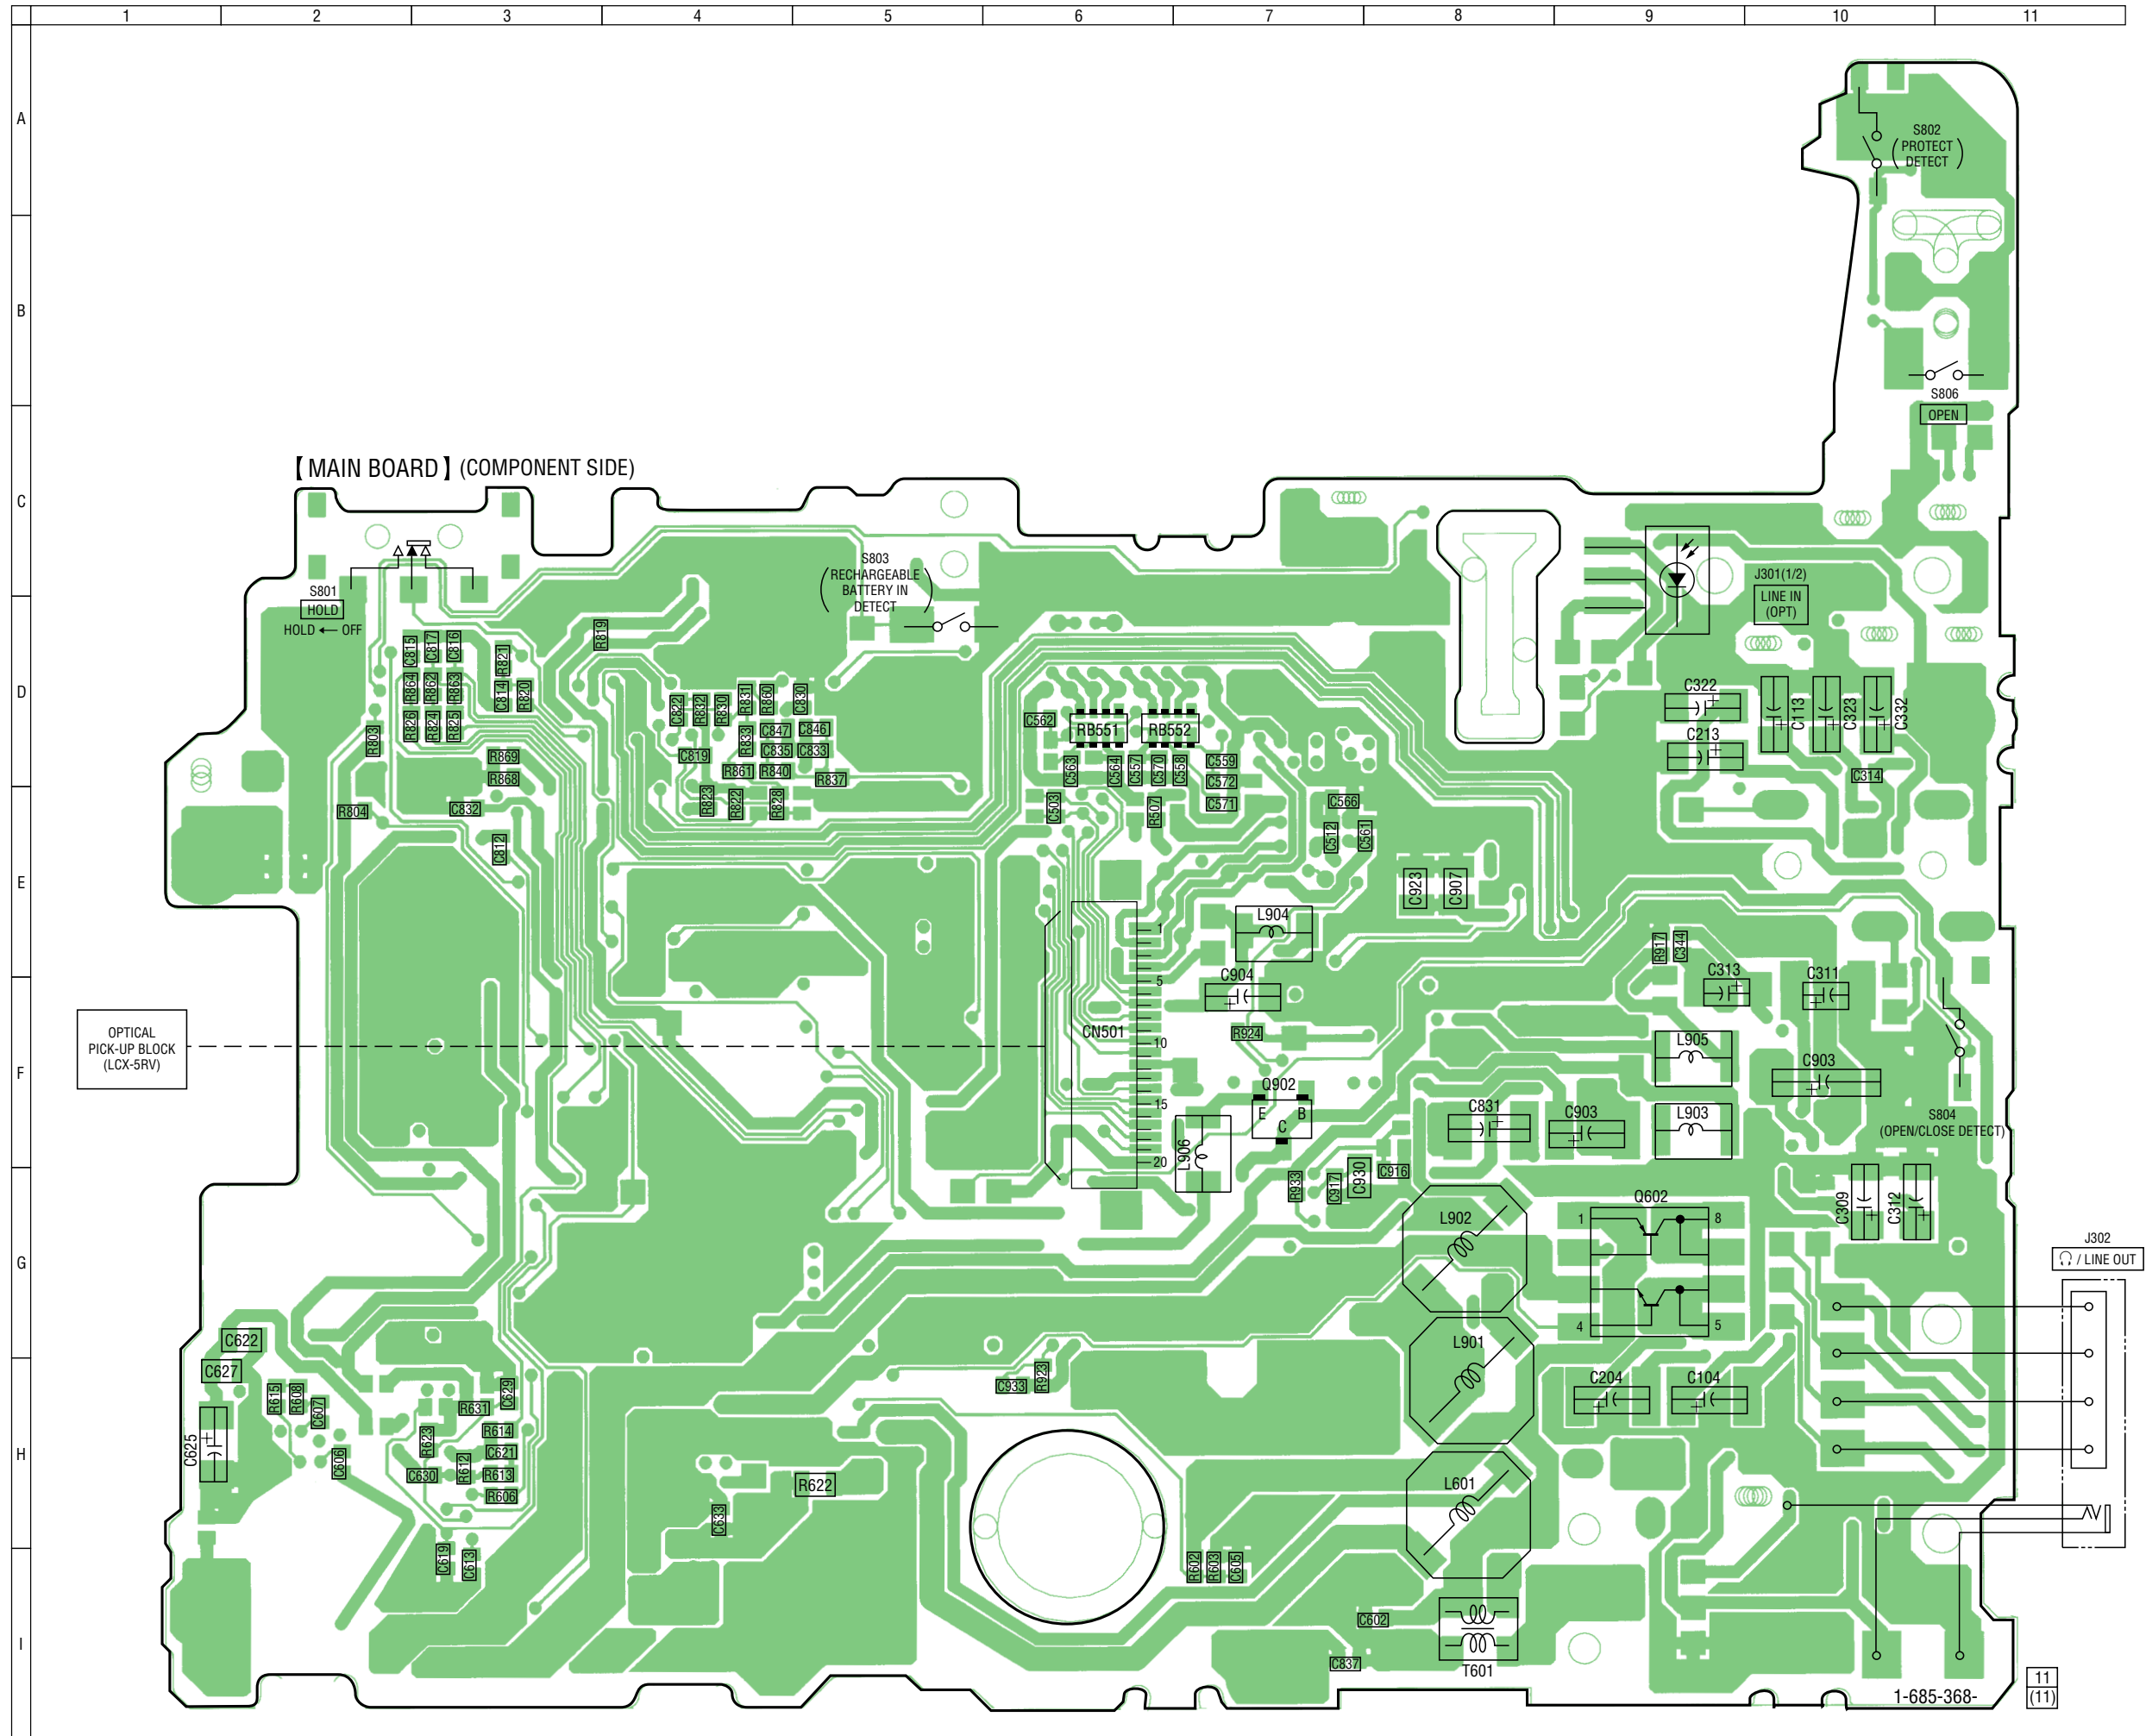 1 2 3 4 5 6 7 8 9 10 11
A
S802
PROTECT
DETECT
B
S806
OPEN
【MAIN BOARD】(COMPONENT SIDE)
C
S803
RECHARGEABLE
BATTERY IN
DETECT
S801
HOLD
HOLD ← OFF
J301(1/2)
LINE IN
(OPT)
D
C815 C817 C816
R821
R819
R864 R862 R863
C814 R820
R826 R824 R825
R803
R869
R868
C822 R832 R830 R831 R860 C830
R833 C847 C846
C819 C835 C833
R861 R840 R837
C562 RB551 RB552
C563 C564 C557 C570 C558
C559
C572
C571
C322
C213
C113 C323 C332
C314
E
R804 C832
C812
R823 R822 R828
C503 R507
C566
C512 C561
C923 C907
L904
R917 C344
F
C904
C313 C311
OPTICAL
PICK-UP BLOCK
(LCX-5RV)
CN501
1
5
10
15
20
R924
L905
C903
Q902
E B
C
C831 C903 L903
S804
(OPEN/CLOSE DETECT)
L906
R933 C917 C930 C916
G
L902
Q602
1 8
4 5
C309 C312
J302
/ LINE OUT
C622
L901
H
C627
R615 R608 C607
C629
R631
C625
R623 R614
C621
C606 C630 R612 R613
R606
C933 R923
C204 C104
R622
C633
L601
I
C619 C613
R602 R603 C605
C602
C837
T601
1-685-368-
11
(11)